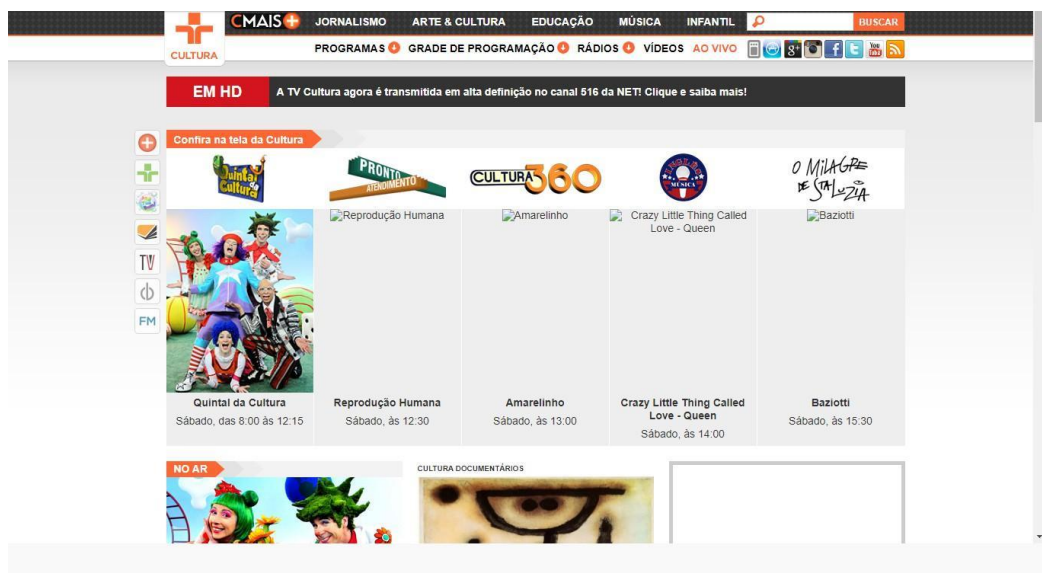 CMAIS+ JORNALISMO ARTE & CULTURA EDUCAÇÃO MÚSICA INFANTIL BUSCAR
CULTURA
PROGRAMAS GRADE DE PROGRAMAÇÃO RÁDIOS VÍDEOS AO VIVO
EM HD A TV Cultura agora é transmitida em alta definição no canal 516 da NET! Clique e saiba mais!
Confira na tela da Cultura
Quintal da Cultura
PRONTO ATENDIMENTO
CULTURA 360
INGLÊS MÚSICA
O MILAGRE DE STA LUZIA
TV
FM
Reprodução Humana
Amarelinho
Crazy Little Thing Called
Love - Queen
Baziotti
Quintal da Cultura
Sábado, das 8:00 às 12:15
Reprodução Humana
Sábado, às 12:30
Amarelinho
Sábado, às 13:00
Crazy Little Thing Called
Love - Queen
Sábado, às 14:00
Baziotti
Sábado, às 15:30
NO AR
CULTURA DOCUMENTÁRIOS